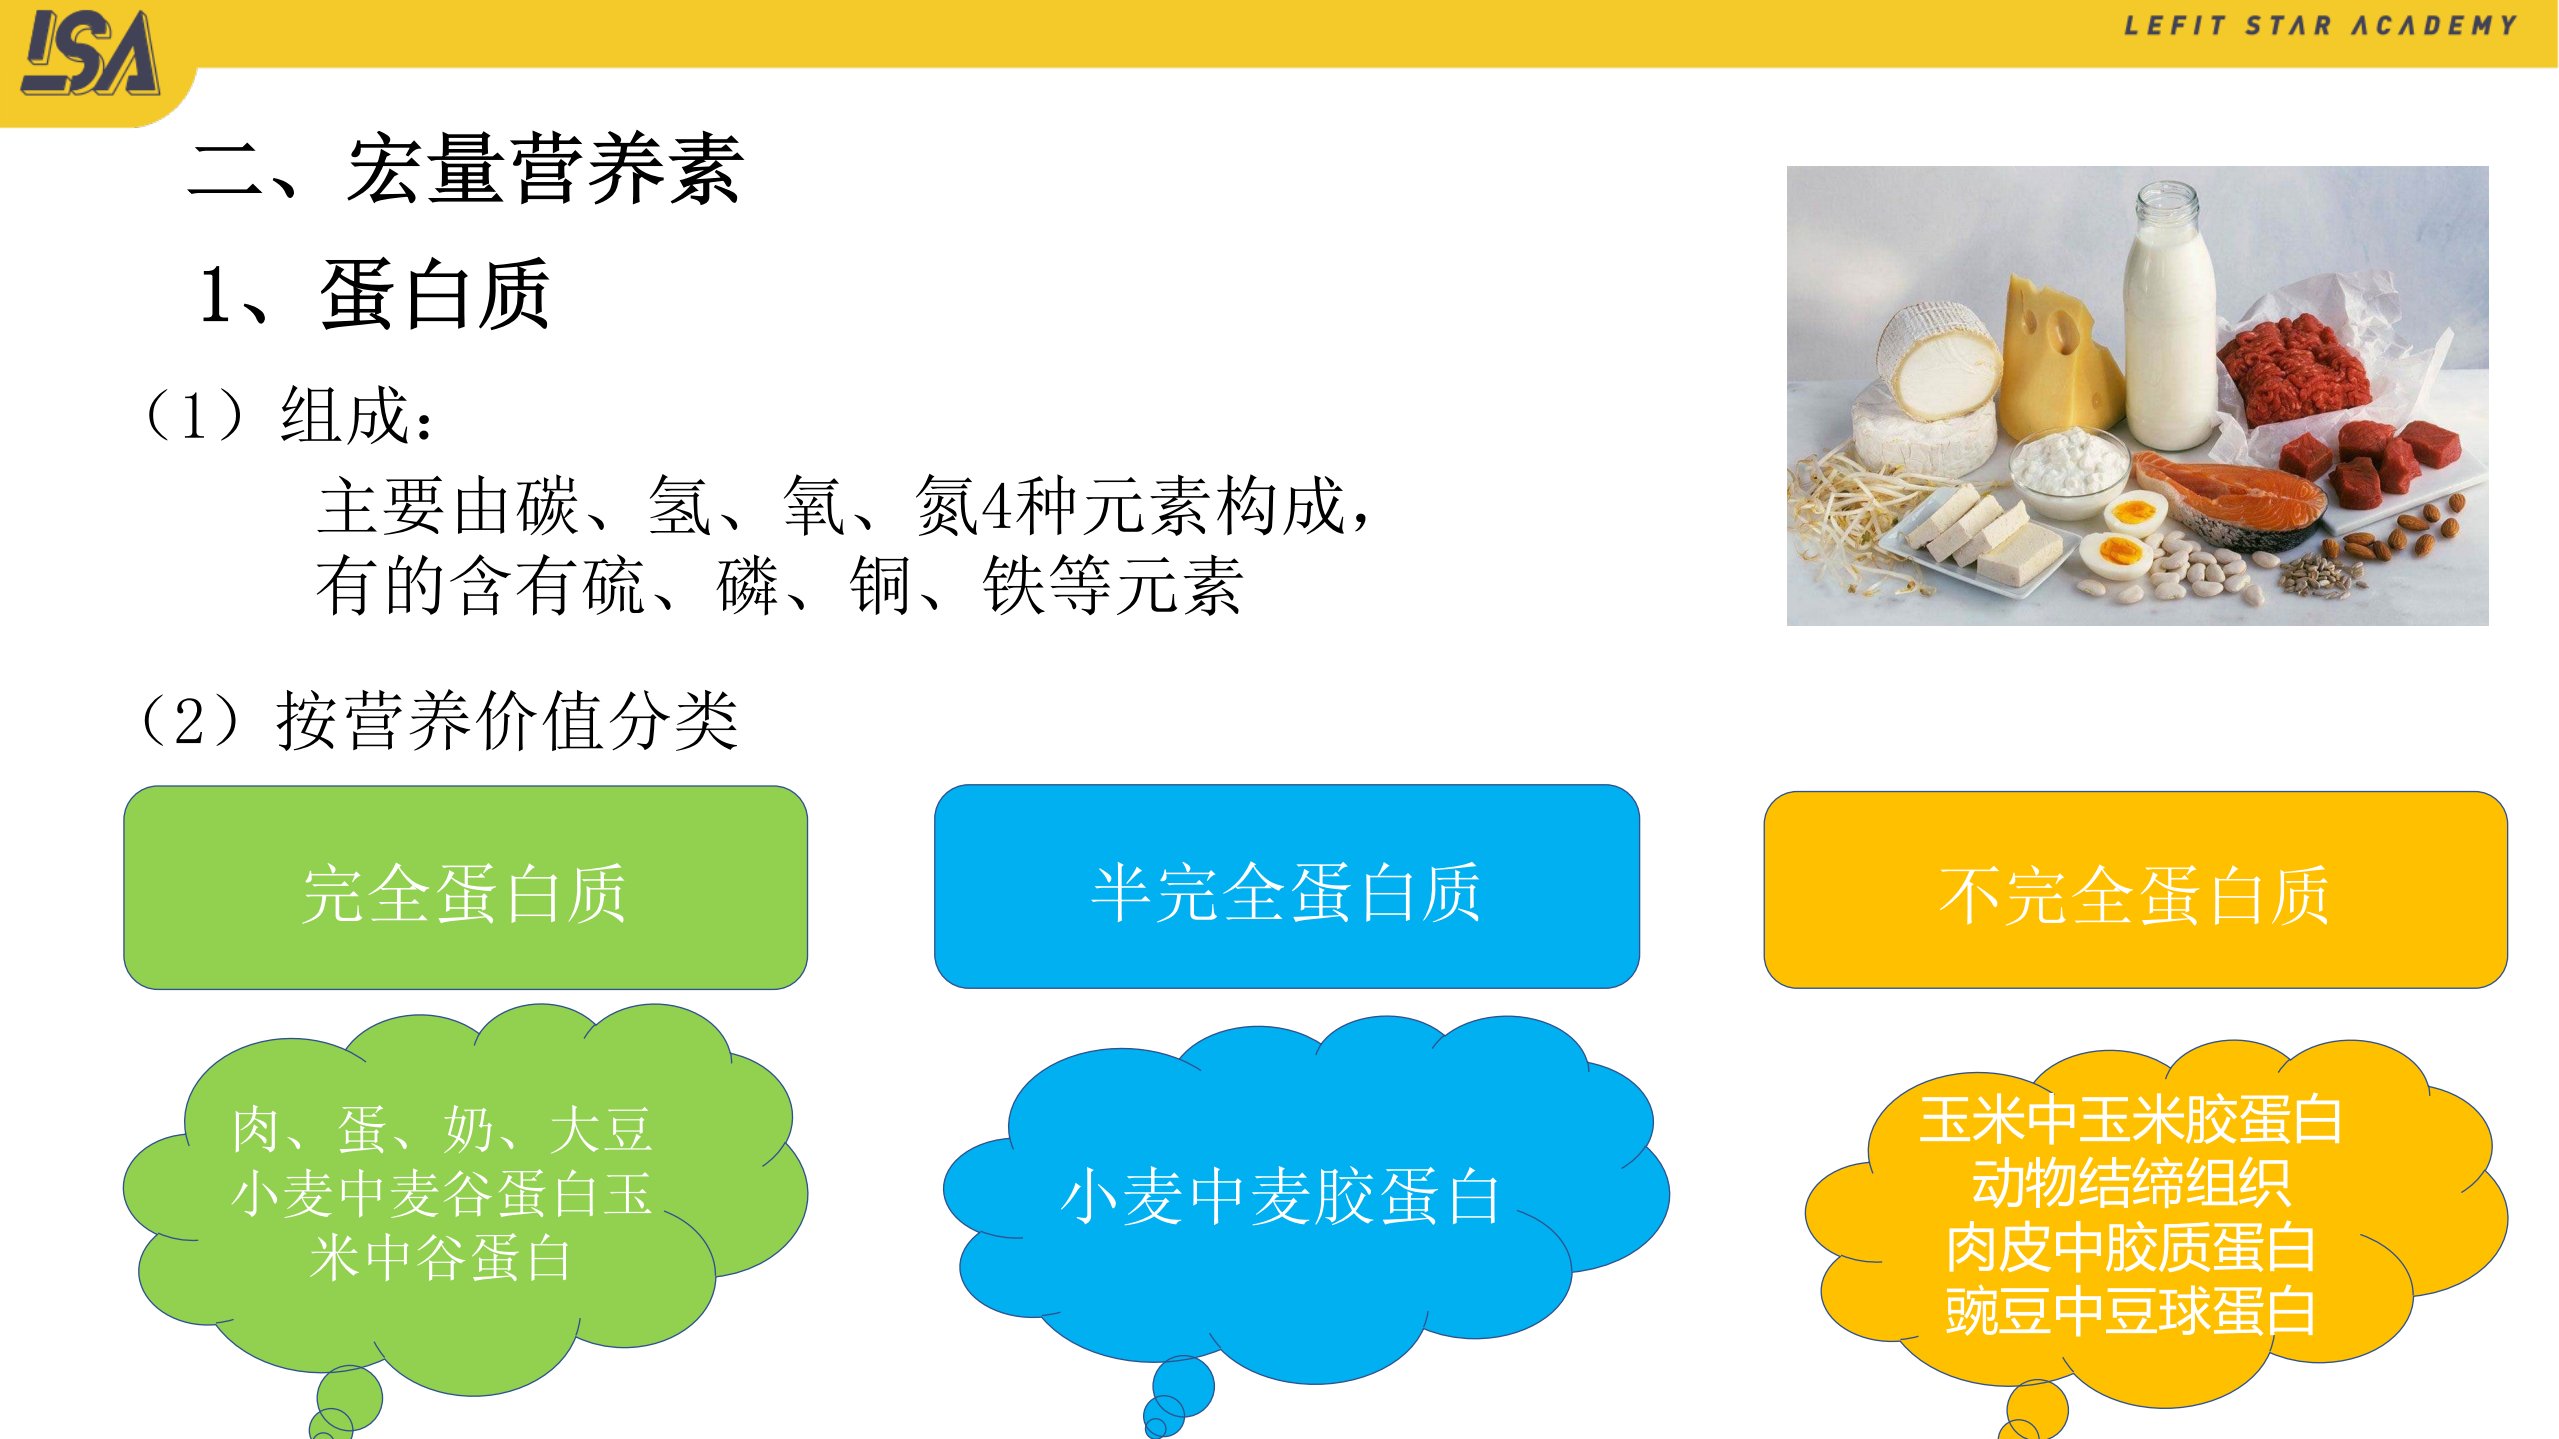 LSA
LEFIT STAR ACADEMY
二、宏量营养素
1、蛋白质
（1）组成：
主要由碳、氢、氧、氮4种元素构成，
有的含有硫、磷、铜、铁等元素
（2）按营养价值分类
完全蛋白质
半完全蛋白质
不完全蛋白质
肉、蛋、奶、大豆
小麦中麦谷蛋白玉
米中谷蛋白
小麦中麦胶蛋白
玉米中玉米胶蛋白
动物结缔组织
肉皮中胶质蛋白
豌豆中豆球蛋白